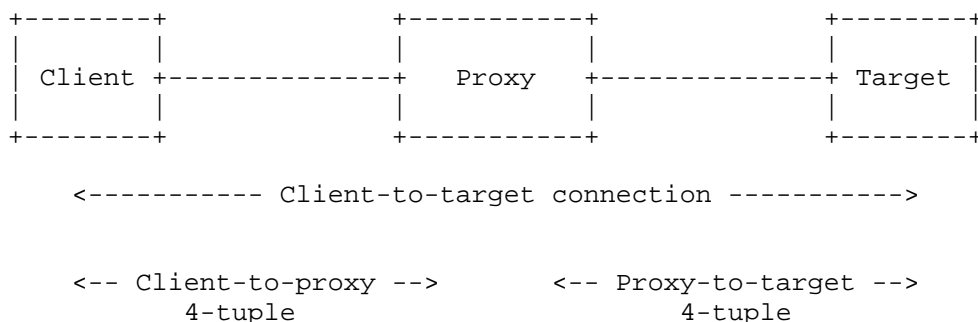 Client Proxy Target
<----------- Client-to-target connection ----------->
<-- Client-to-proxy --> <-- Proxy-to-target -->
4-tuple 4-tuple